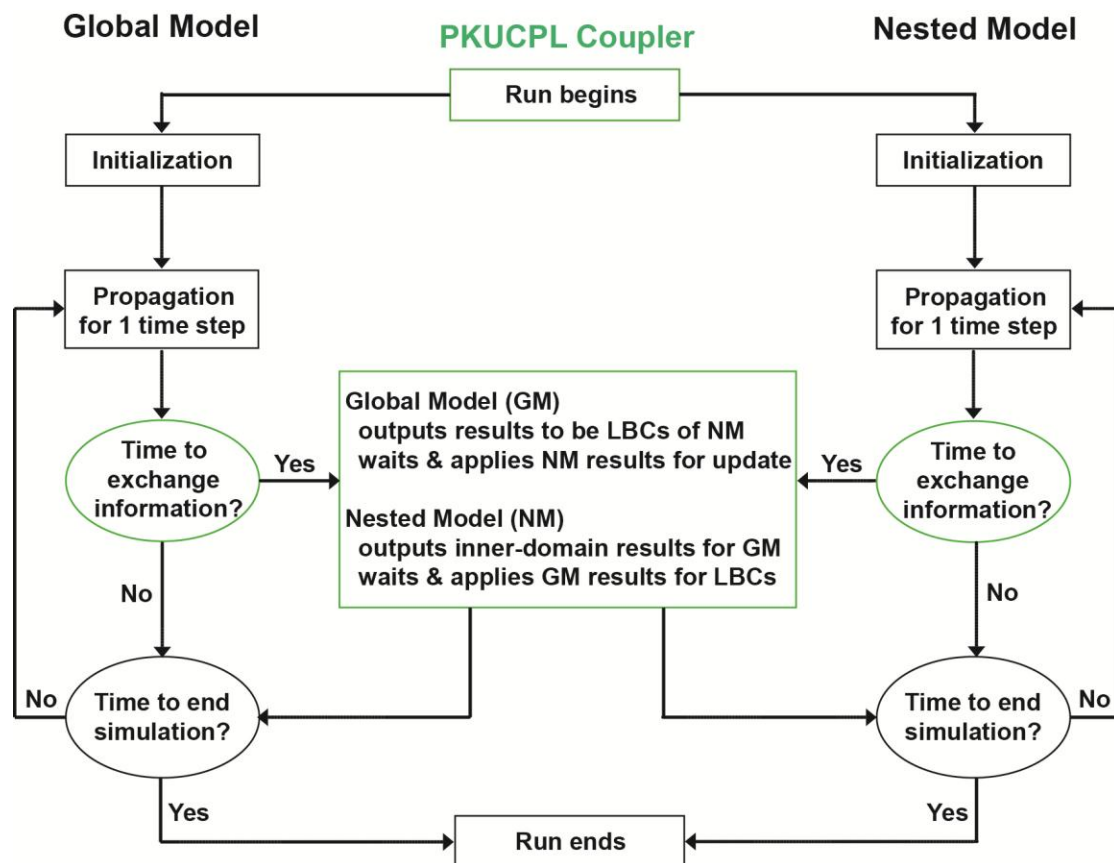 Global Model
PKUCPL Coupler
Nested Model
Run begins
Initialization
Initialization
Propagation
for 1 time step
Propagation
for 1 time step
Global Model (GM)
outputs results to be LBCs of NM
waits & applies NM results for update
Nested Model (NM)
outputs inner-domain results for GM
waits & applies GM results for LBCs
Time to
exchange
information?
Yes
Yes
Time to
exchange
information?
No
No
No
Time to end
simulation?
Time to end
simulation?
No
Yes
Yes
Run ends